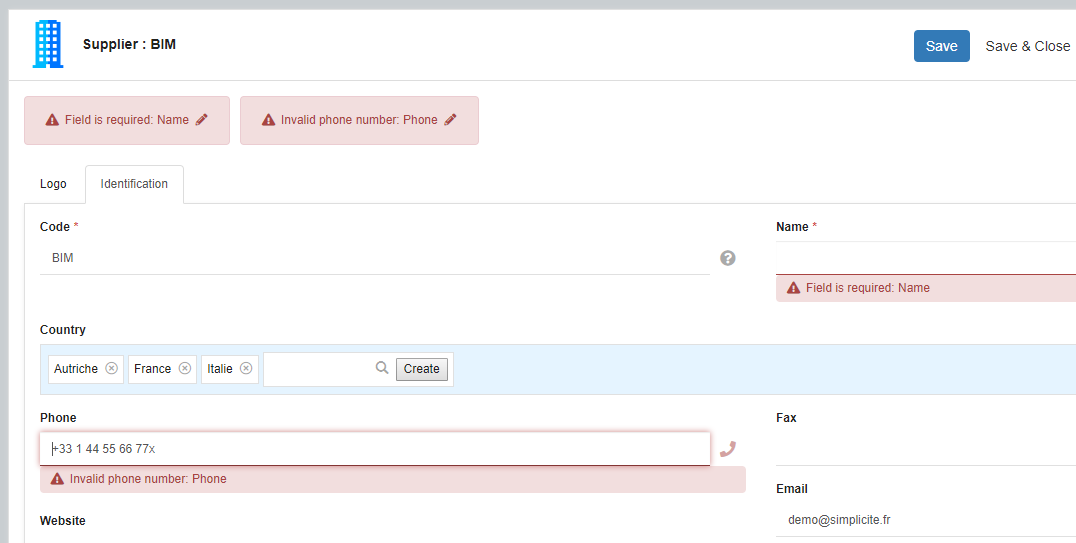 Supplier : BIM
Save
Save & Close
Field is required: Name
Invalid phone number: Phone
Logo
Identification
Code *
Name *
BIM
?
Field is required: Name
Country
Autriche
France
Italie
Create
Phone
Fax
+33 1 44 55 66 77x
Invalid phone number: Phone
Email
Website
demo@simplicite.fr